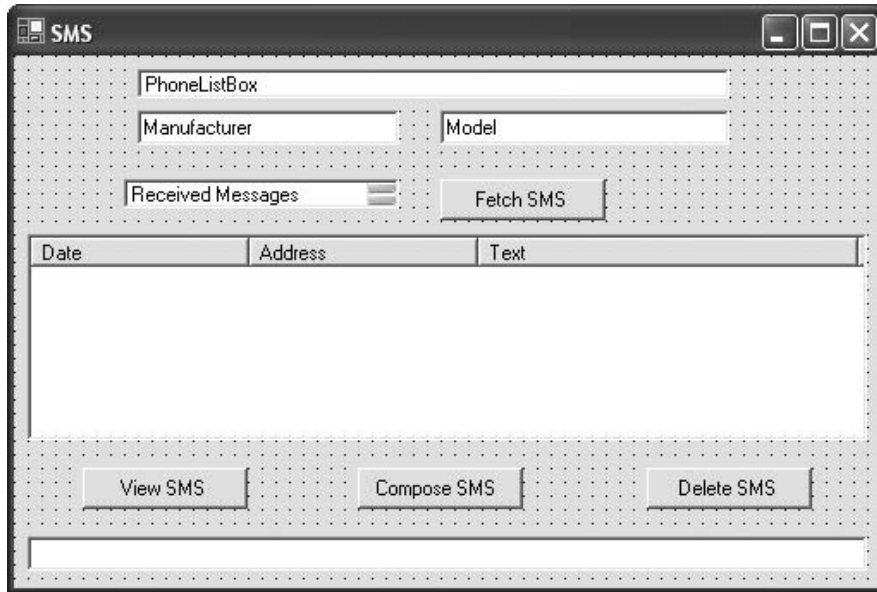 SMS
PhoneListBox
Manufacturer Model
Received Messages Fetch SMS
Date Address Text
View SMS Compose SMS Delete SMS